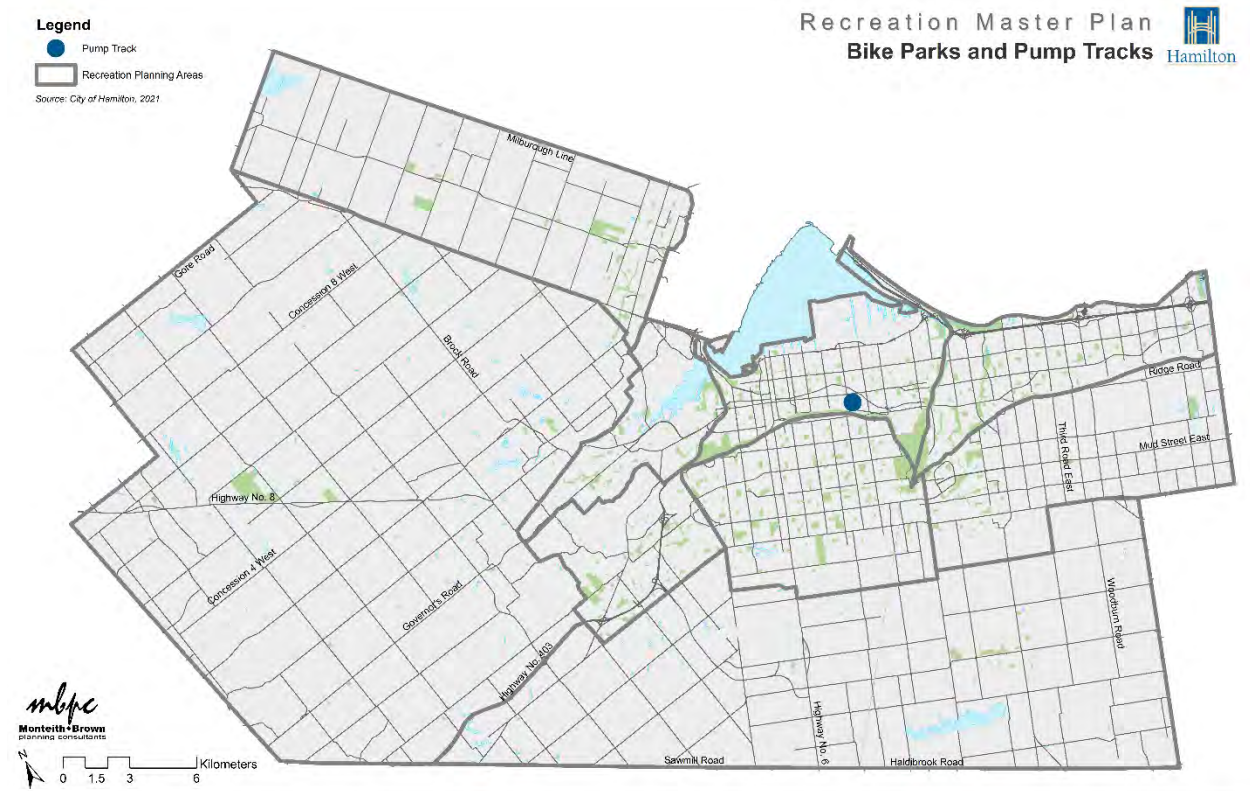 Legend
Pump Track
Recreation Planning Areas
Source: City of Hamilton, 2021
Recreation Master Plan
Bike Parks and Pump Tracks
Hamilton
Milburough Line
Gore Road
Concession 8 West
Brock Road
Ridge Road
Third Road East
Mud Street East
Highway No. 8
Concession 4 West
Governor's Road
Highway No. 403
Woodburn Road
Highway No. 6
Sawmill Road
Haldibrook Road
mbpc
Monteith•Brown
planning consultants
N
Kilometers
0 1.5 3 6